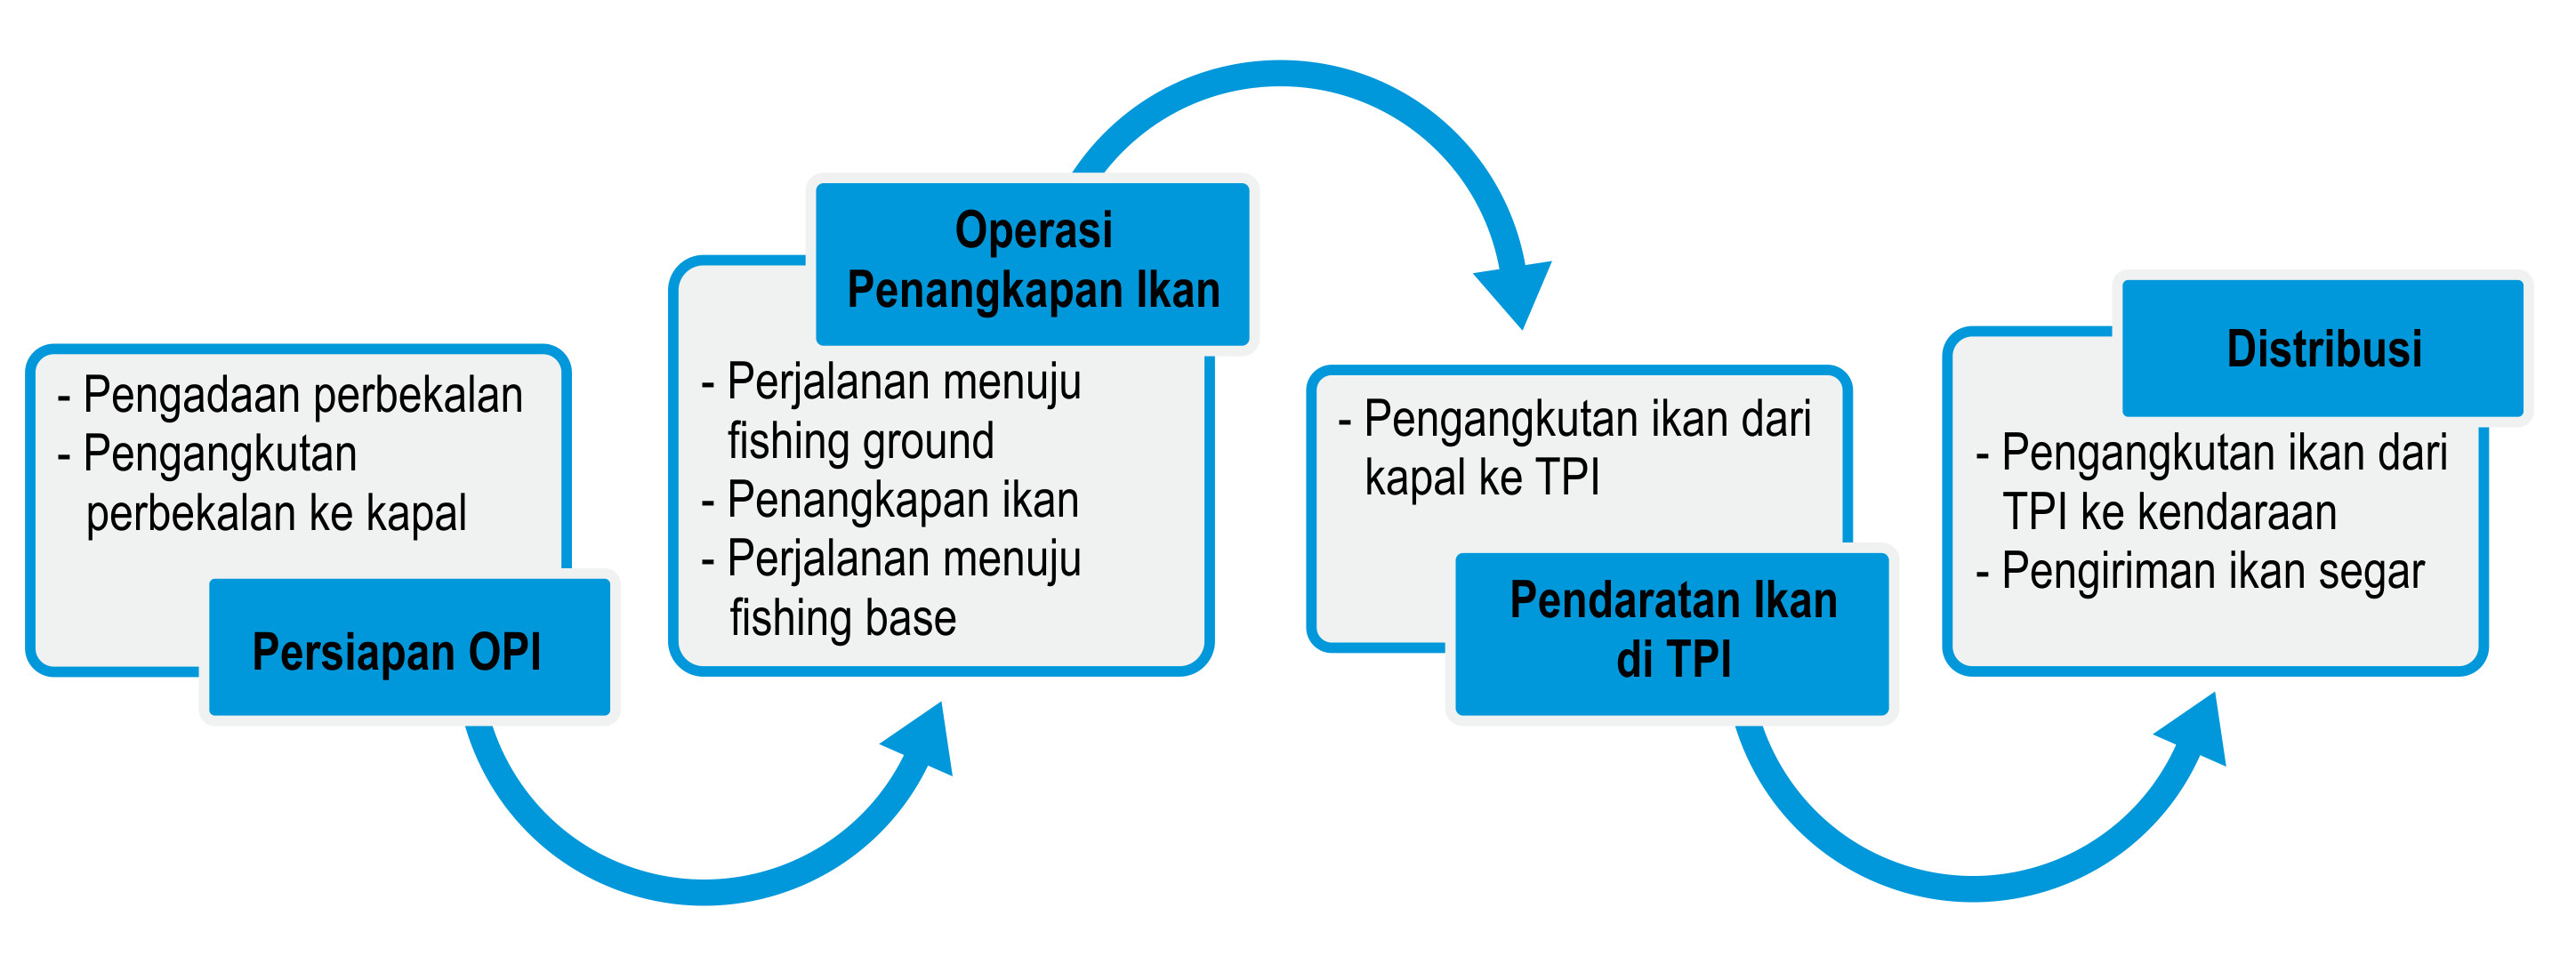 - Pengadaan perbekalan
- Pengangkutan
perbekalan ke kapal
Persiapan OPI
Operasi
Penangkapan Ikan
- Perjalanan menuju
fishing ground
- Penangkapan ikan
- Perjalanan menuju
fishing base
- Pengangkutan ikan dari
kapal ke TPI
Pendaratan Ikan
di TPI
Distribusi
- Pengangkutan ikan dari
TPI ke kendaraan
- Pengiriman ikan segar